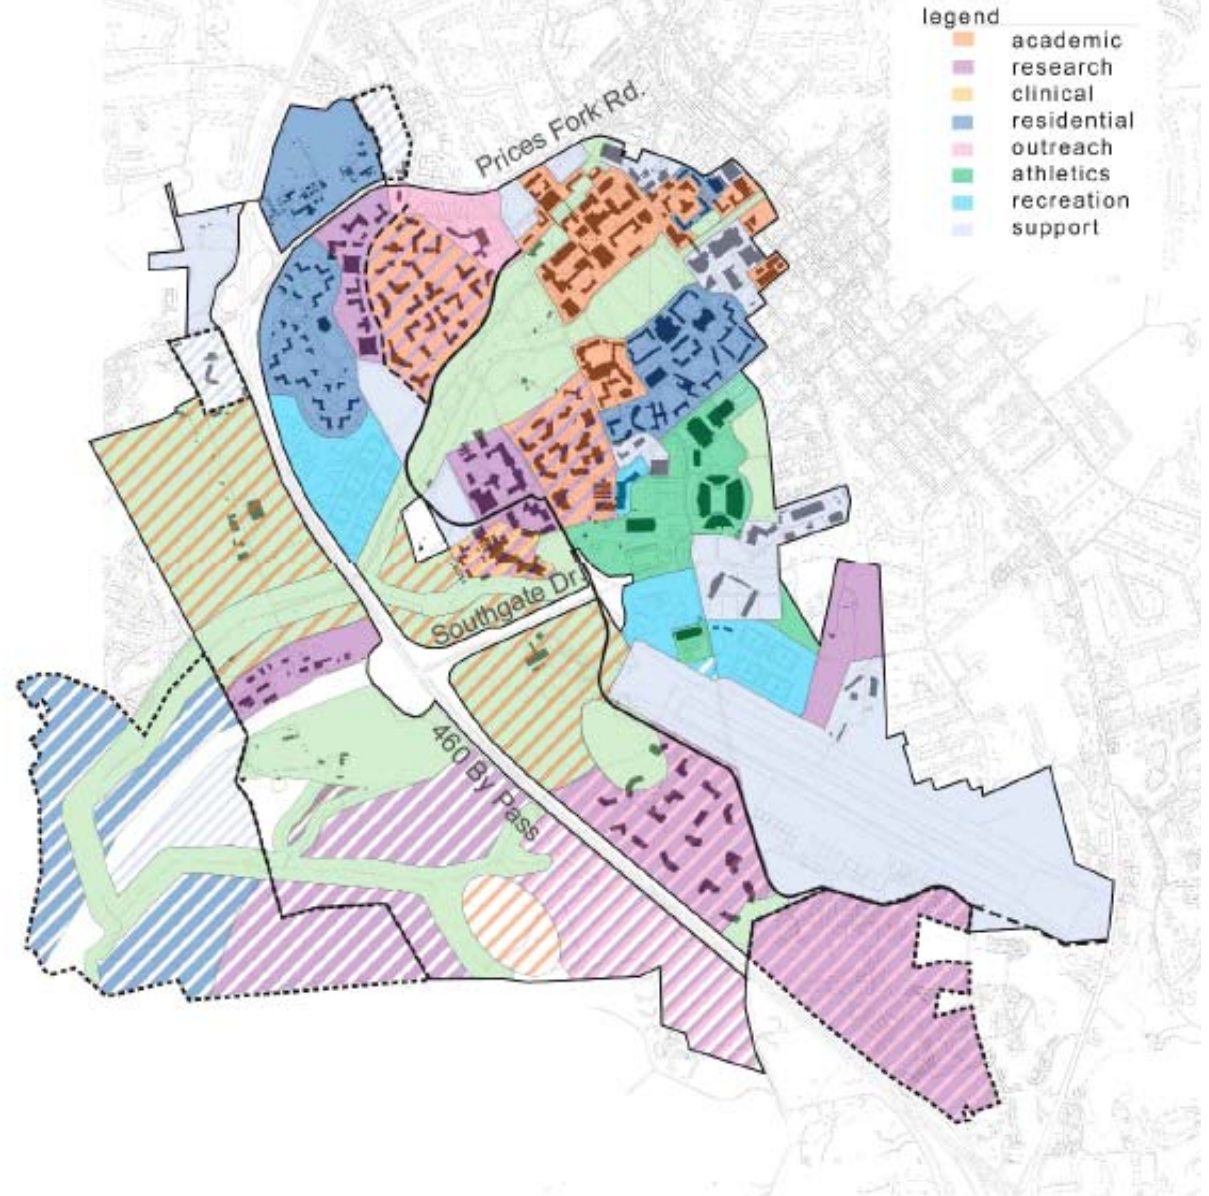 legend
academic
research
clinical
residential
outreach
athletics
recreation
support
Prices Fork Rd.
Southgate Dr.
460 By Pass